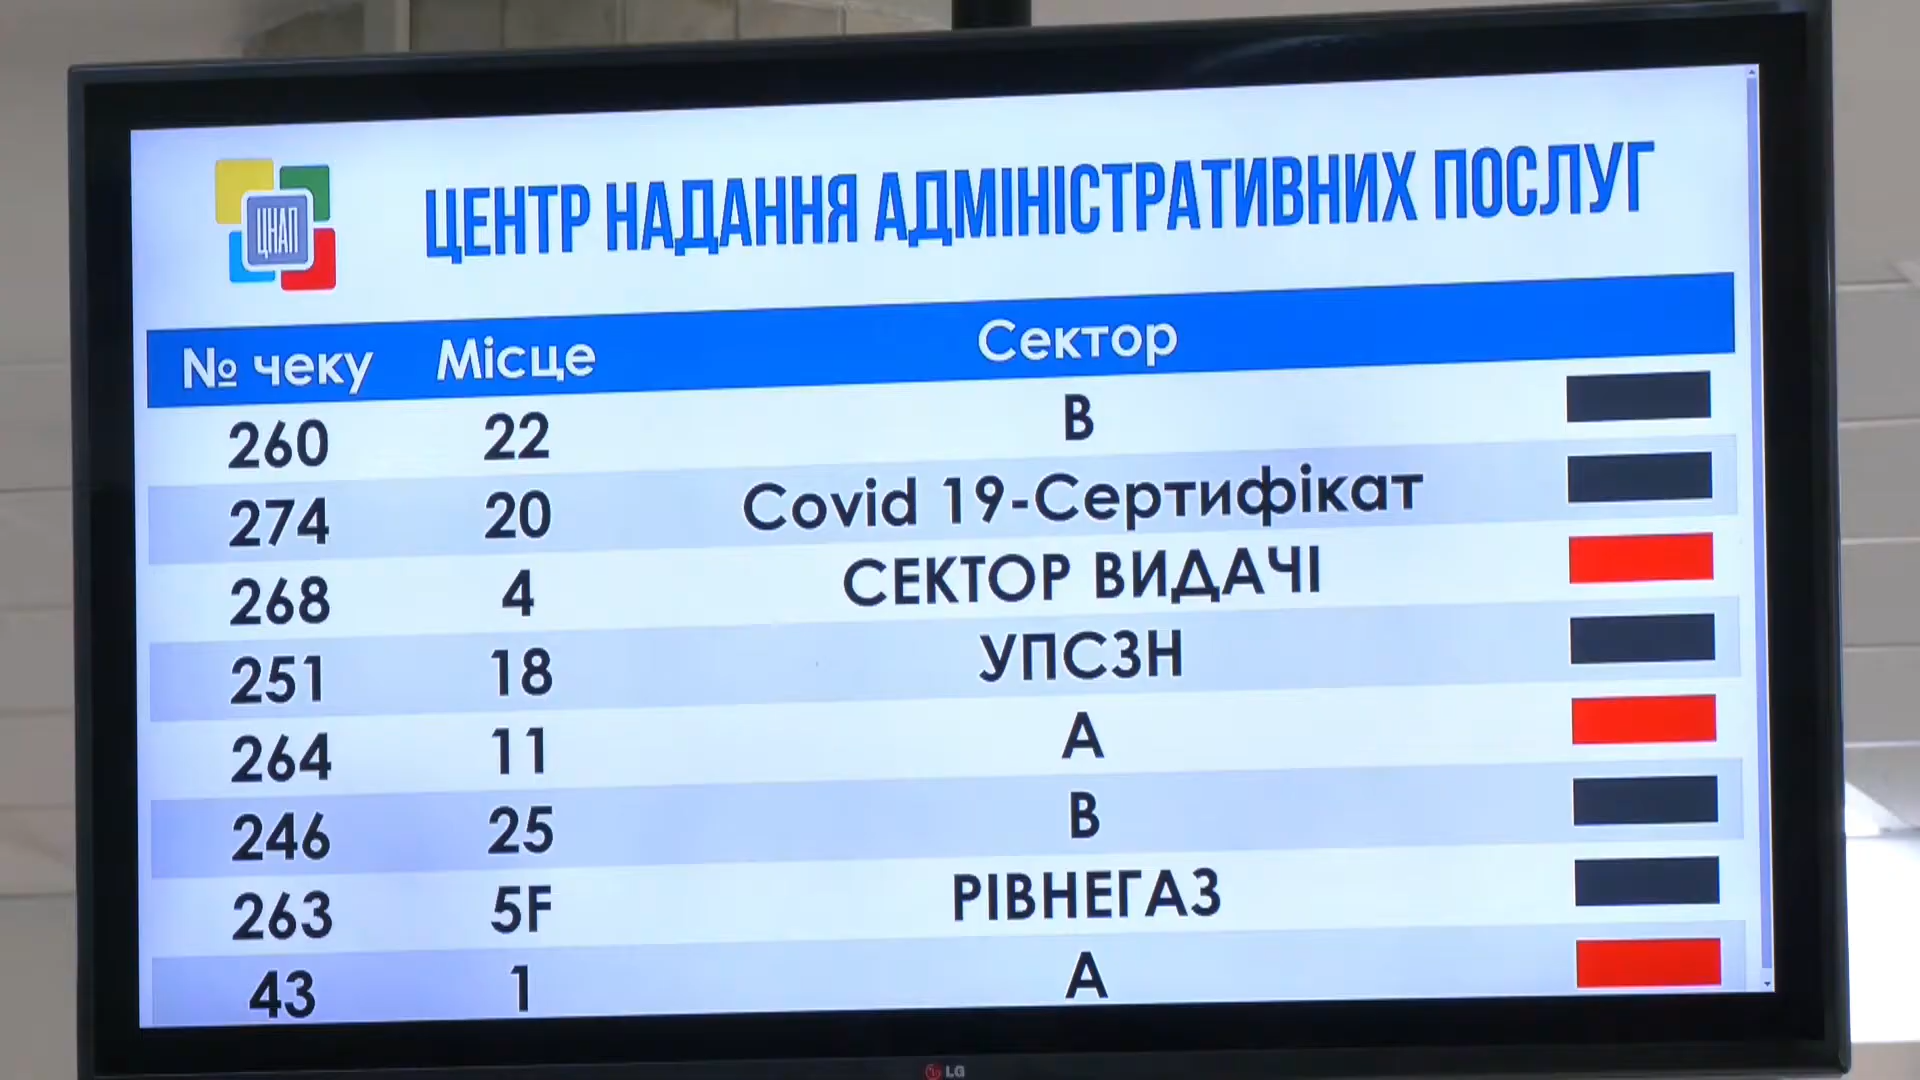 ЦНАП
ЦЕНТР НАДАННЯ АДМІНІСТРАТИВНИХ ПОСЛУГ
№ чеку Місце Сектор
260 22 В
274 20 Covid 19-Сертифікат
268 4 СЕКТОР ВИДАЧІ
251 18 УПСЗН
264 11 А
246 25 В
263 5F РІВНЕГАЗ
43 1 А
LG